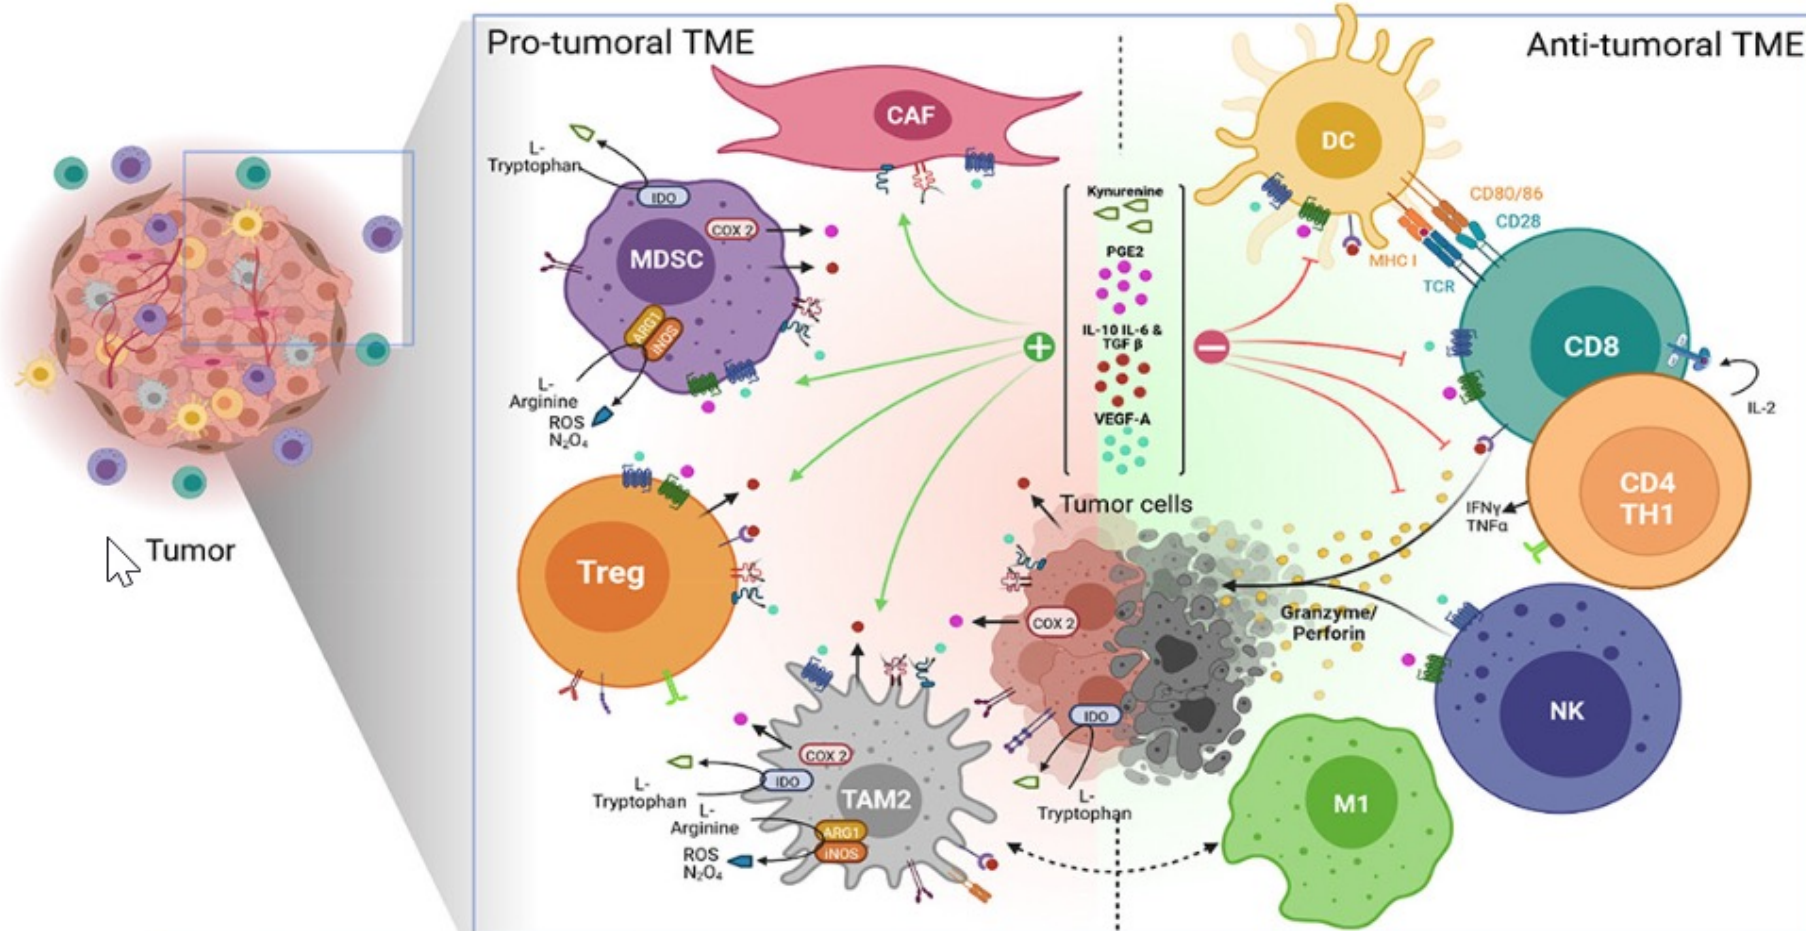 Pro-tumoral TME
Anti-tumoral TME
CAF
DC
L-
Tryptophan
IDO
COX 2
MDSC
ARG1
iNOS
L-
Arginine
ROS
N₂O₄
Kynurenine
PGE2
IL-10 IL-6 &
TGF β
VEGF-A
+
−
CD80/86
CD28
MHC I
TCR
CD8
IL-2
CD4
TH1
IFNγ
TNFα
Tumor
Treg
Tumor cells
COX 2
IDO
L-
Tryptophan
Granzyme/
Perforin
NK
M1
COX 2
IDO
TAM2
L-
Tryptophan
L-
Arginine
ARG1
iNOS
ROS
N₂O₄